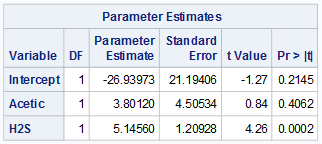 Parameter Estimates
Variable DF Parameter Estimate Standard Error t Value Pr > |t|
Intercept 1 -26.93973 21.19406 -1.27 0.2145
Acetic 1 3.80120 4.50534 0.84 0.4062
H2S 1 5.14560 1.20928 4.26 0.0002